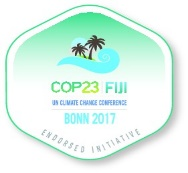 COP23 FIJI
UN CLIMATE CHANGE CONFERENCE
BONN 2017
ENDORSED INITIATIVE